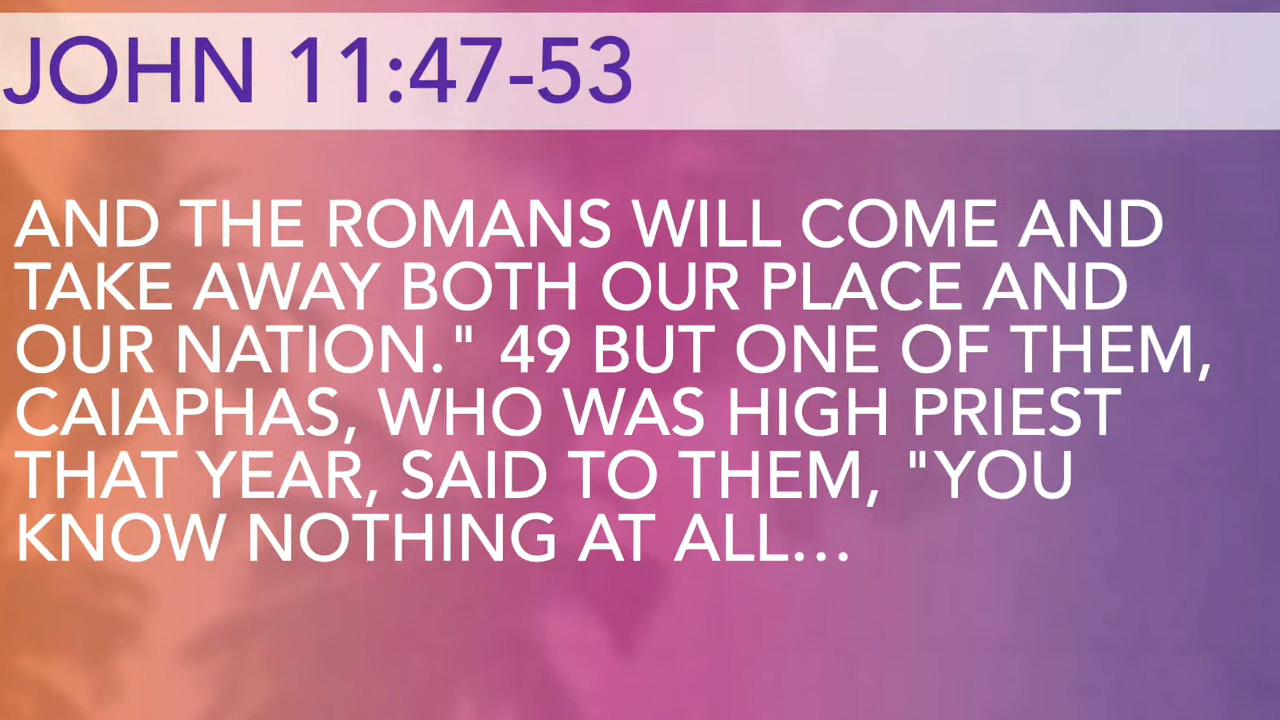 JOHN 11:47-53
AND THE ROMANS WILL COME AND
TAKE AWAY BOTH OUR PLACE AND
OUR NATION." 49 BUT ONE OF THEM,
CAIAPHAS, WHO WAS HIGH PRIEST
THAT YEAR, SAID TO THEM, "YOU
KNOW NOTHING AT ALL…